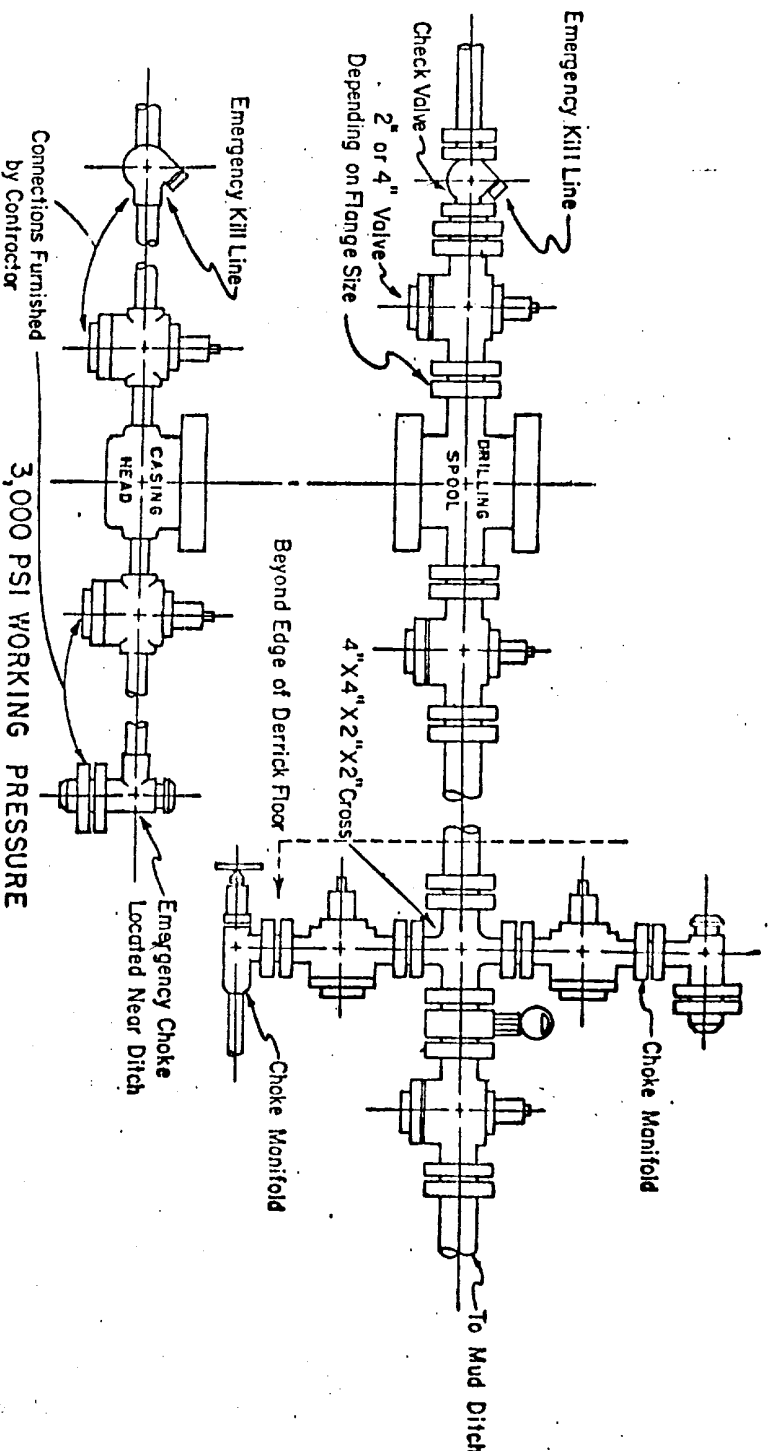 Emergency Kill Line
Check Valve
2" or 4" Valve
Depending on Flange Size
DRILLING
SPOOL
4"X4"X2"X2" Cross
Beyond Edge of Derrick Floor
Choke Manifold
To Mud Ditch
Choke Manifold
Emergency Kill Line
CASING
HEAD
Connections Furnished
by Contractor
Emergency Choke
Located Near Ditch
3,000 PSI WORKING PRESSURE